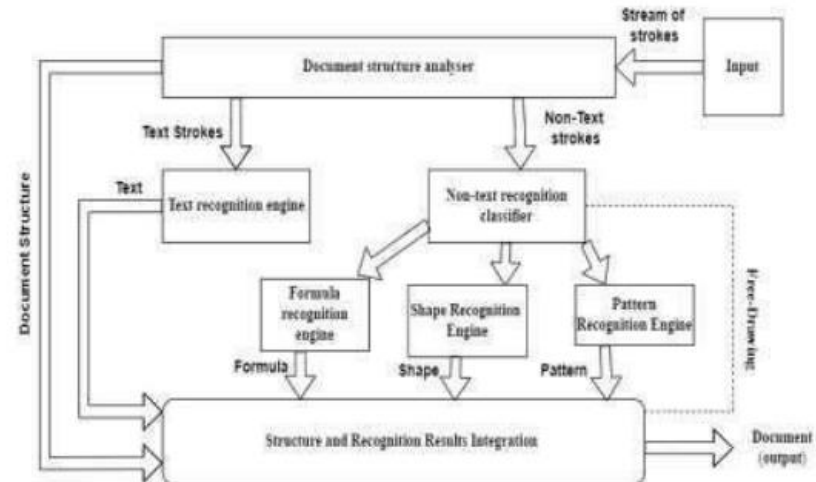 Stream of
strokes
Document structure analyser
Input
Text Strokes
Non-Text
strokes
Text
Text recognition engine
Non-text recognition
classifier
Document Structure
Free-Drawing
Formula
recognition
engine
Shape Recognition
Engine
Pattern
Recognition Engine
Formula
Shape
Pattern
Structure and Recognition Results Integration
Document
(output)